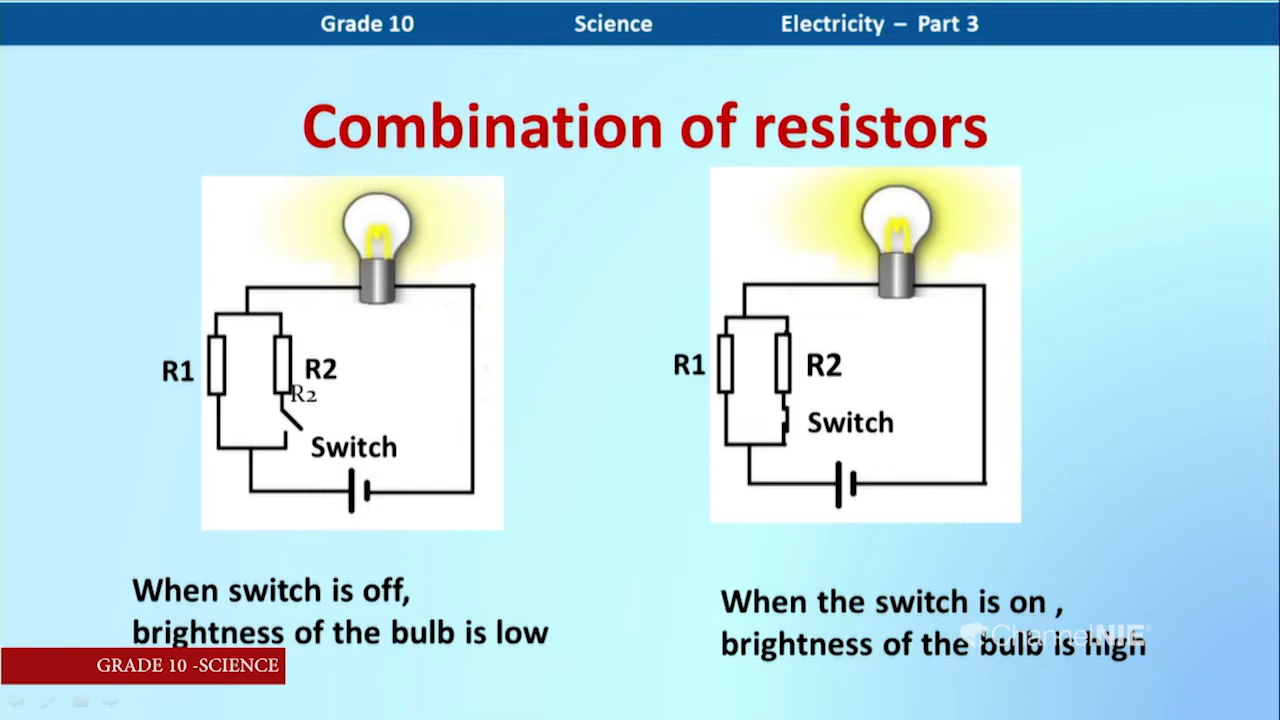 Grade 10 Science Electricity – Part 3
Combination of resistors
R1
R2
R2
Switch
R1
R2
Switch
When switch is off,
brightness of the bulb is low
When the switch is on ,
brightness of the bulb is high
ChannelNIE
GRADE 10 -SCIENCE